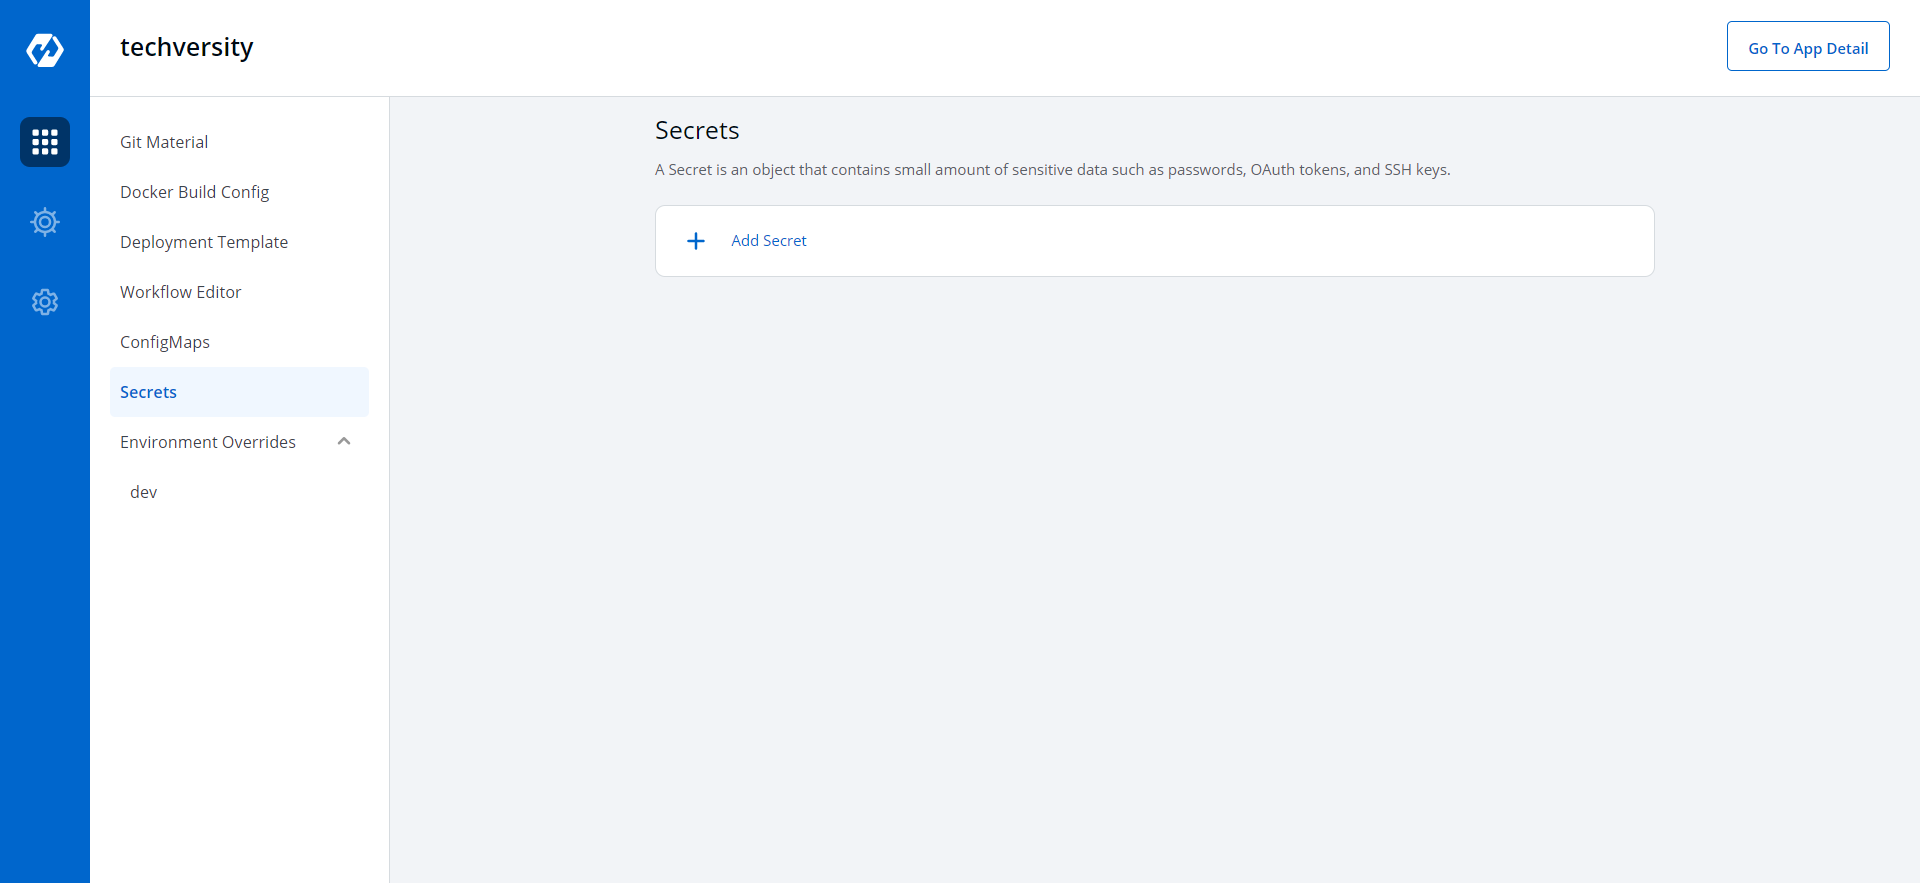 techversity
Go To App Detail
Git Material
Docker Build Config
Deployment Template
Workflow Editor
ConfigMaps
Secrets
Environment Overrides
dev
Secrets
A Secret is an object that contains small amount of sensitive data such as passwords, OAuth tokens, and SSH keys.
Add Secret